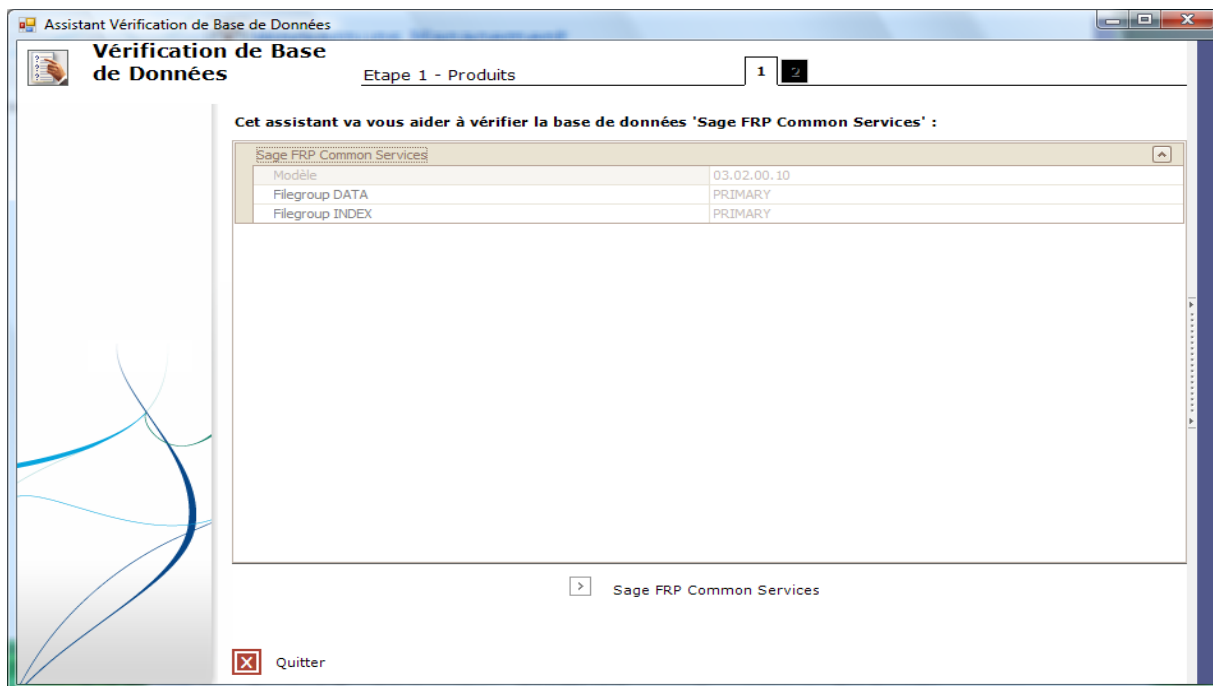 Assistant Vérification de Base de Données
Vérification de Base
de Données
Etape 1 - Produits
1 2
Cet assistant va vous aider à vérifier la base de données 'Sage FRP Common Services' :
Sage FRP Common Services
Modèle 03.02.00.10
Filegroup DATA PRIMARY
Filegroup INDEX PRIMARY
Sage FRP Common Services
Quitter